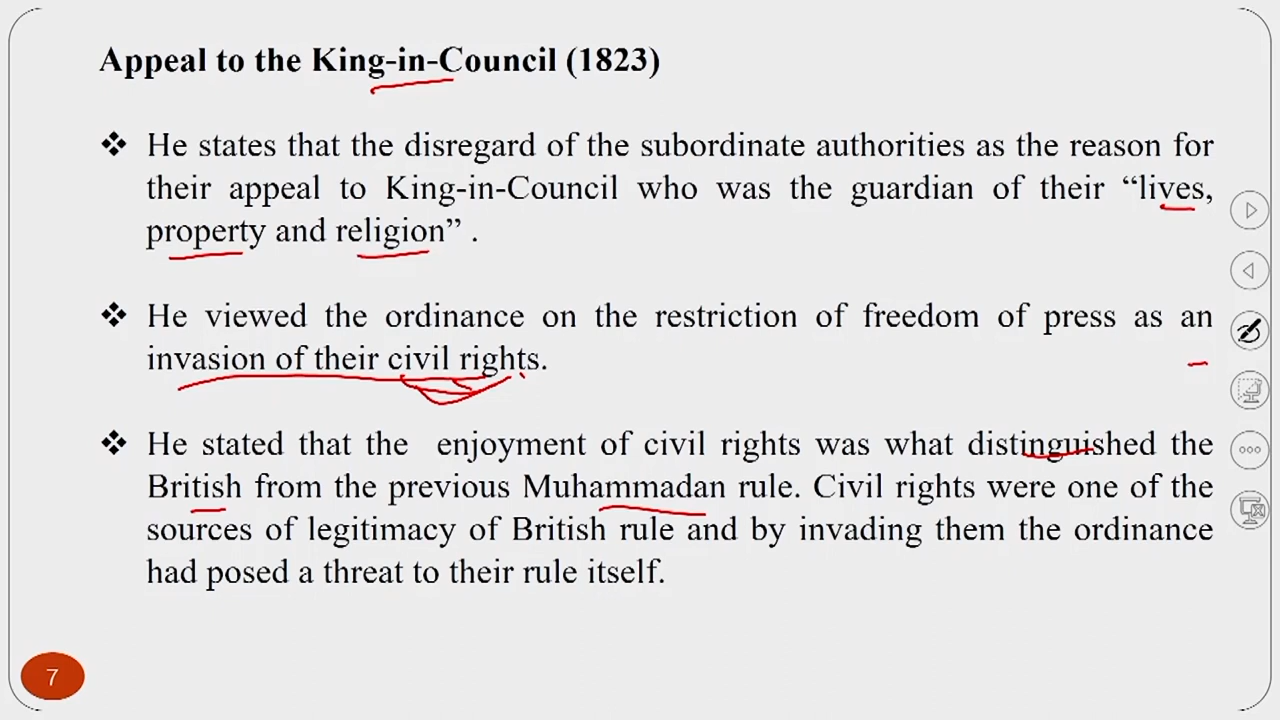 Appeal to the King-in-Council (1823)
❖ He states that the disregard of the subordinate authorities as the reason for
their appeal to King-in-Council who was the guardian of their “lives,
property and religion” .
❖ He viewed the ordinance on the restriction of freedom of press as an
invasion of their civil rights.
❖ He stated that the enjoyment of civil rights was what distinguished the
British from the previous Muhammadan rule. Civil rights were one of the
sources of legitimacy of British rule and by invading them the ordinance
had posed a threat to their rule itself.
7